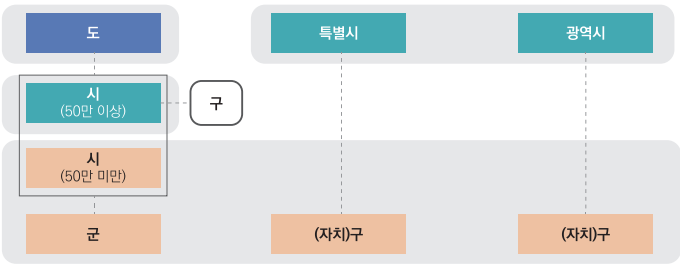 도
특별시
광역시
시
(50만 이상)
구
시
(50만 미만)
군
(자치)구
(자치)구